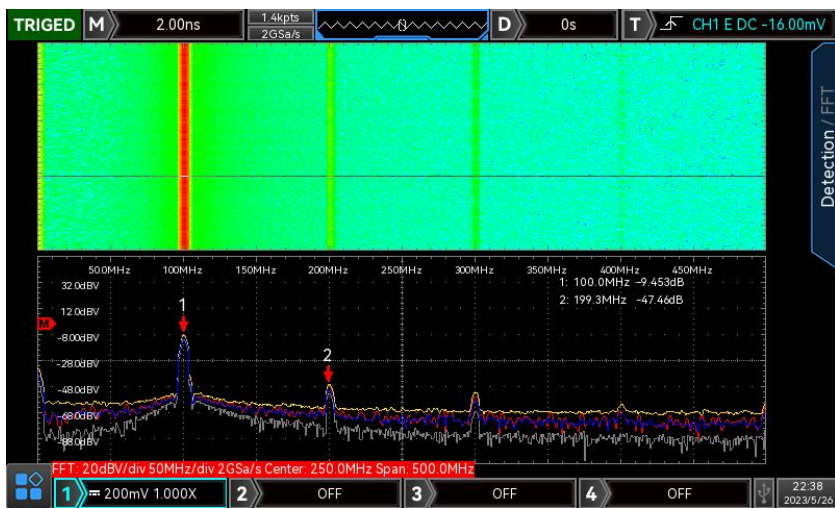 TRIGED M 2.00ns 1.4kpts 2GSa/s D 0s T CH1 E DC -16.00mV
Detection / FFT
500MHz 100MHz 150MHz 200MHz 250MHz 300MHz 350MHz 400MHz 450MHz
32.0dBV
1: 100.0MHz -9.453dB
2: 199.3MHz -47.46dB
12.0dBV
1
M
-8.00dBV
2
-28.0dBV
-48.0dBV
-68.0dBV
-88.0dBV
FFT: 20dBV/div 50MHz/div 2GSa/s Center: 250.0MHz Span: 500.0MHz
1 200mV 1.000X 2 OFF 3 OFF 4 OFF 22:38
2023/5/26